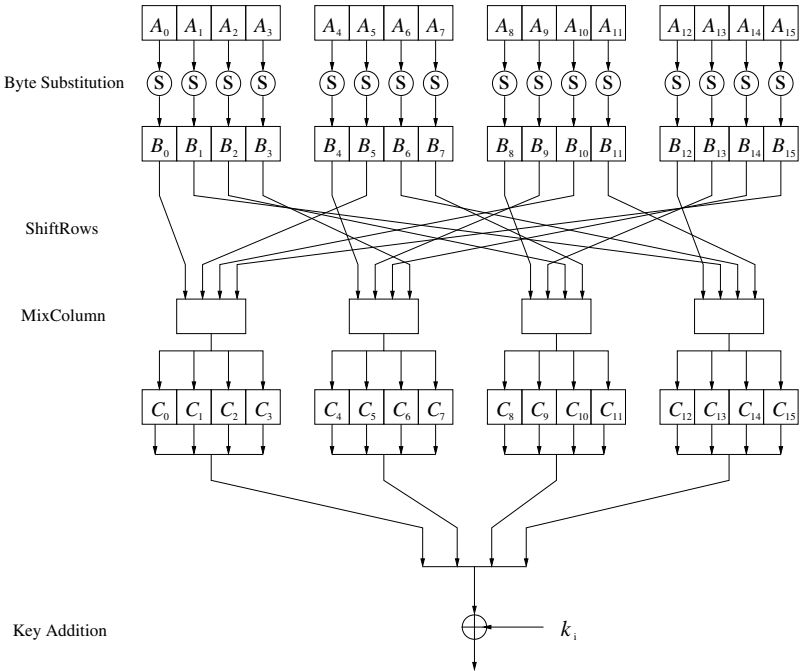 A₀ A₁ A₂ A₃ A₄ A₅ A₆ A₇ A₈ A₉ A₁₀ A₁₁ A₁₂ A₁₃ A₁₄ A₁₅
Byte Substitution S S S S S S S S S S S S S S S S
B₀ B₁ B₂ B₃ B₄ B₅ B₆ B₇ B₈ B₉ B₁₀ B₁₁ B₁₂ B₁₃ B₁₄ B₁₅
ShiftRows
MixColumn
C₀ C₁ C₂ C₃ C₄ C₅ C₆ C₇ C₈ C₉ C₁₀ C₁₁ C₁₂ C₁₃ C₁₄ C₁₅
Key Addition kᵢ